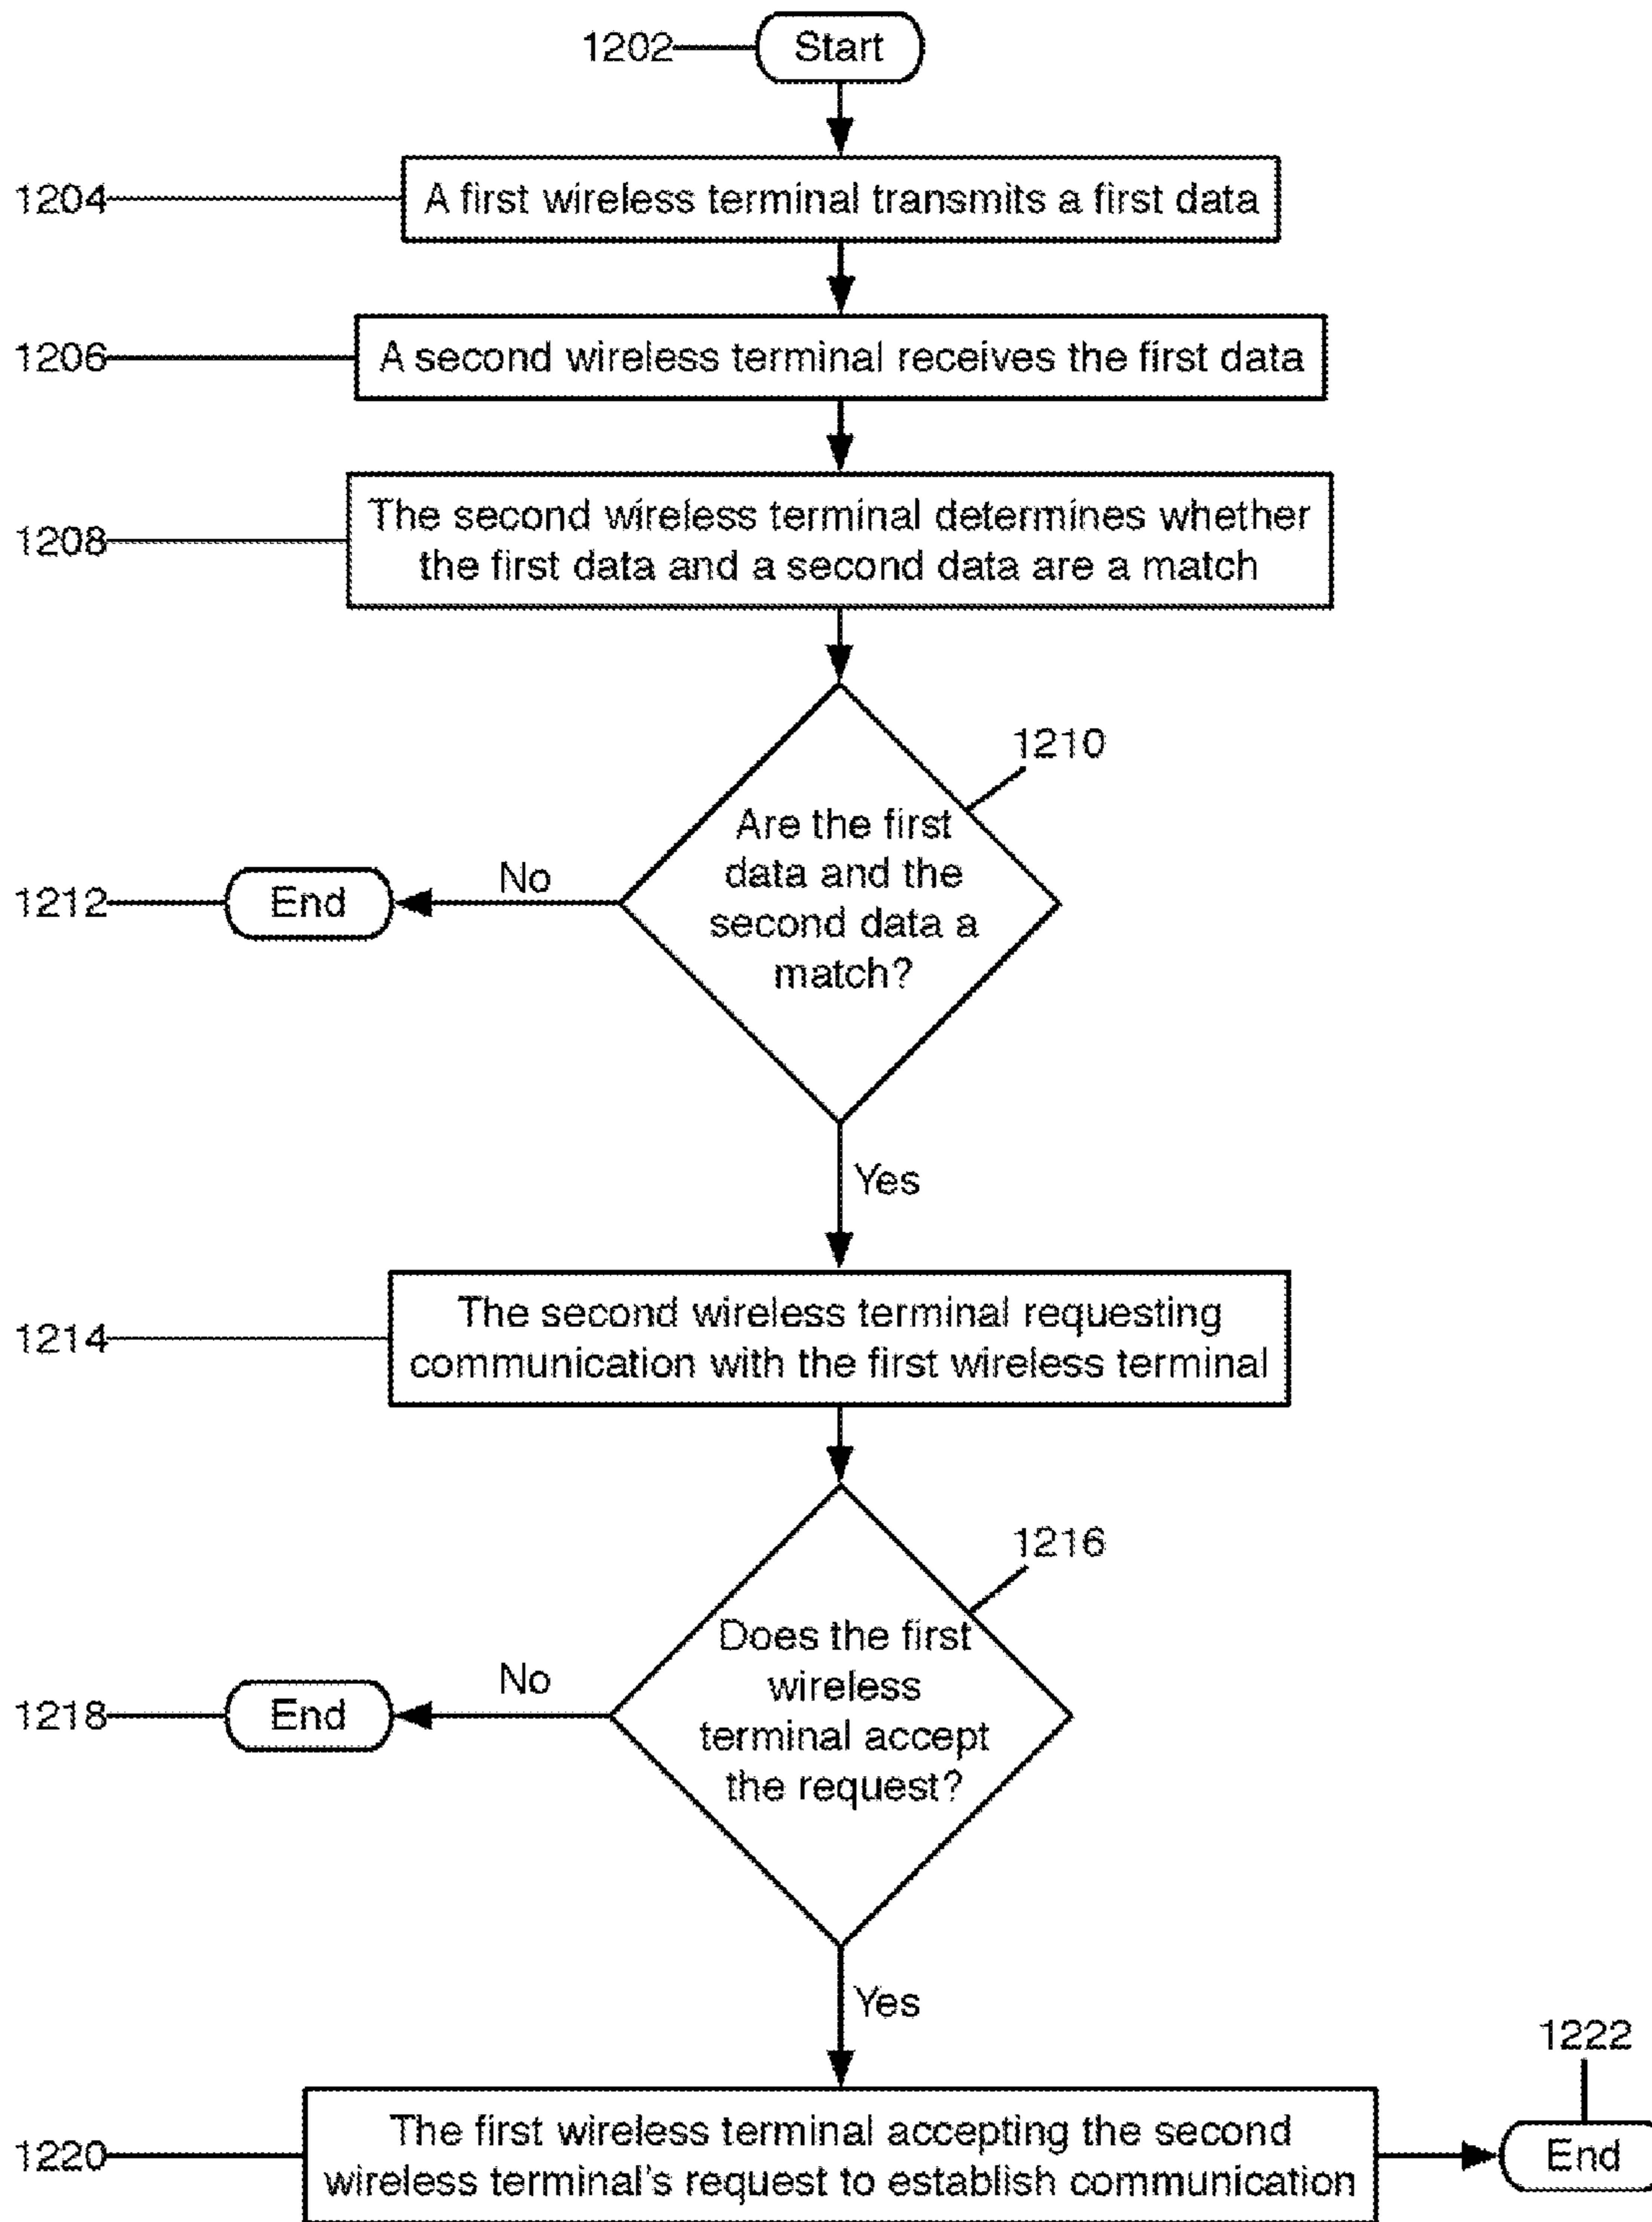 1202
Start
1204
A first wireless terminal transmits a first data
1206
A second wireless terminal receives the first data
1208
The second wireless terminal determines whether
the first data and a second data are a match
1210
Are the first
data and the
second data a
match?
No
1212
End
Yes
1214
The second wireless terminal requesting
communication with the first wireless terminal
1216
Does the first
wireless
terminal accept
the request?
No
1218
End
Yes
1220
The first wireless terminal accepting the second
wireless terminal's request to establish communication
1222
End